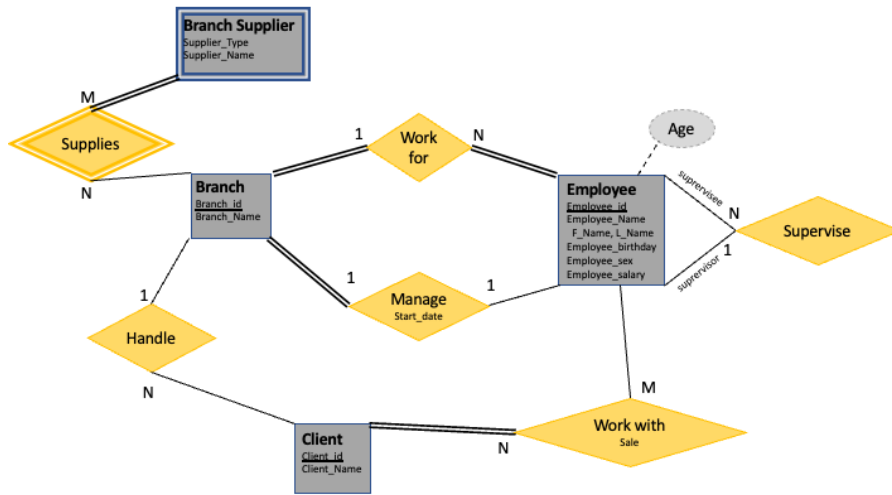 Branch Supplier
Supplier_Type
Supplier_Name
M
Supplies
N
1
Work
for
N
Age
Branch
Branch_id
Branch_Name
Employee
Employee_id
Employee_Name
F_Name, L_Name
Employee_birthday
Employee_sex
Employee_salary
suprervisee
N
1
suprervisor
Supervise
1
Manage
Start_date
1
1
Handle
N
M
Work with
Sale
N
Client
Client_id
Client_Name